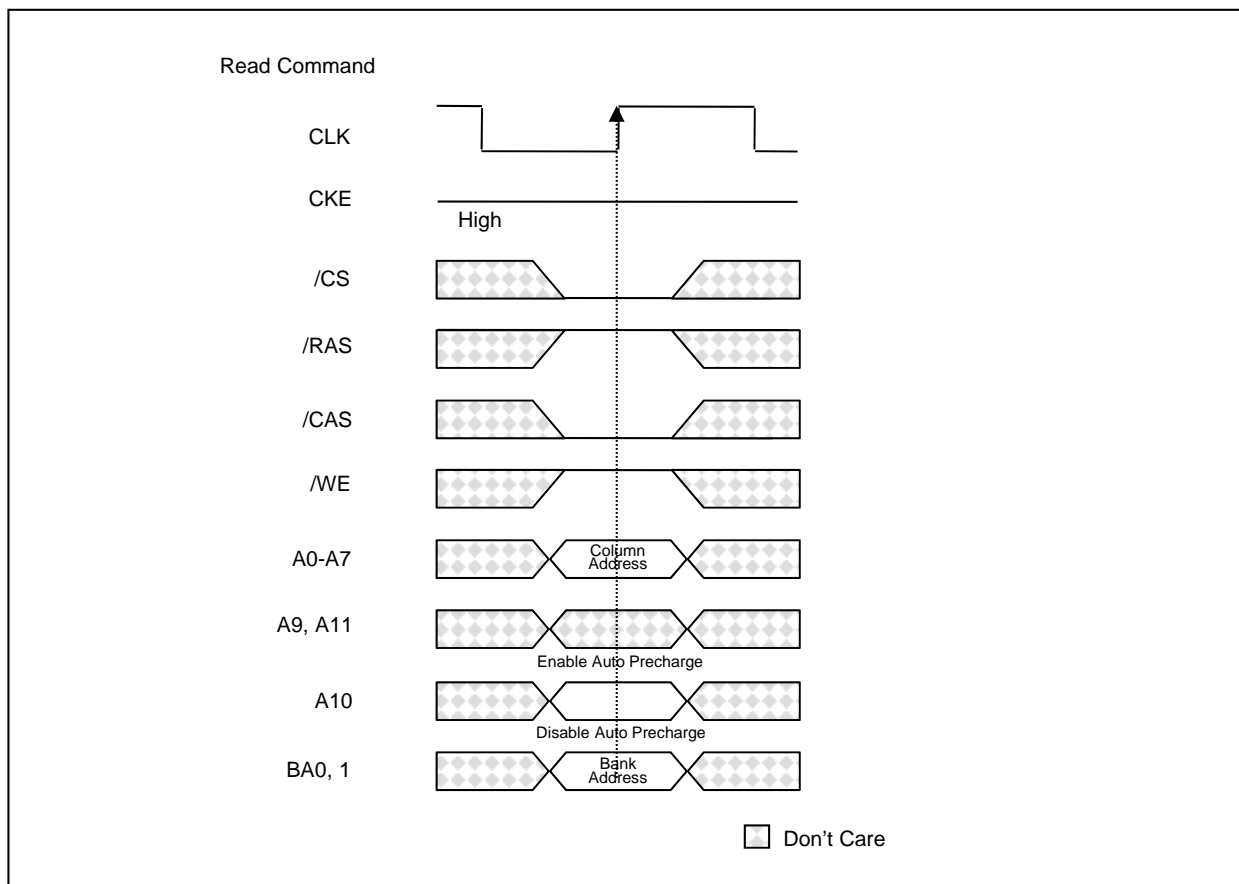 Read Command
CLK
CKE
High
/CS
/RAS
/CAS
/WE
A0-A7
Column
Address
A9, A11
Enable Auto Precharge
A10
Disable Auto Precharge
BA0, 1
Bank
Address
Don’t Care